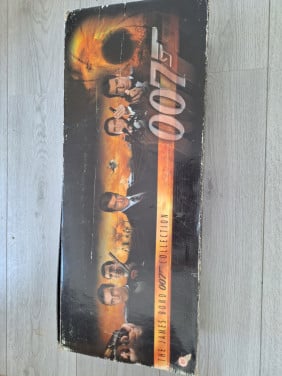 007
THE JAMES BOND 007 COLLECTION